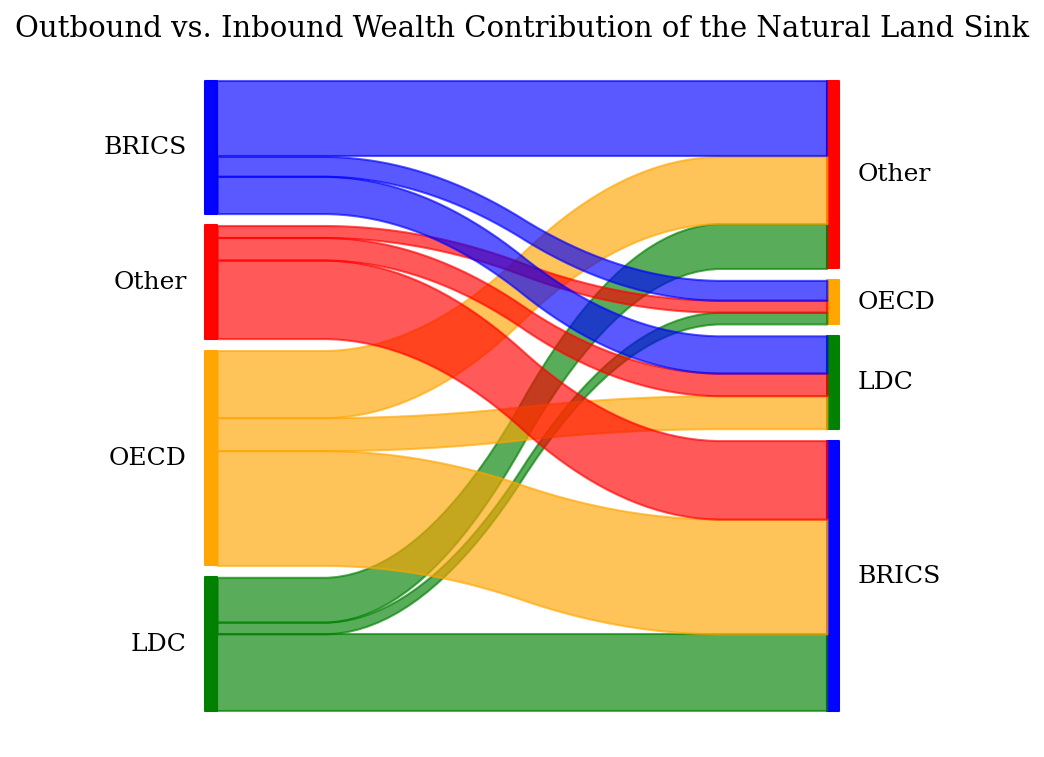 Outbound vs. Inbound Wealth Contribution of the Natural Land Sink
BRICS
Other
OECD
LDC
Other
OECD
LDC
BRICS